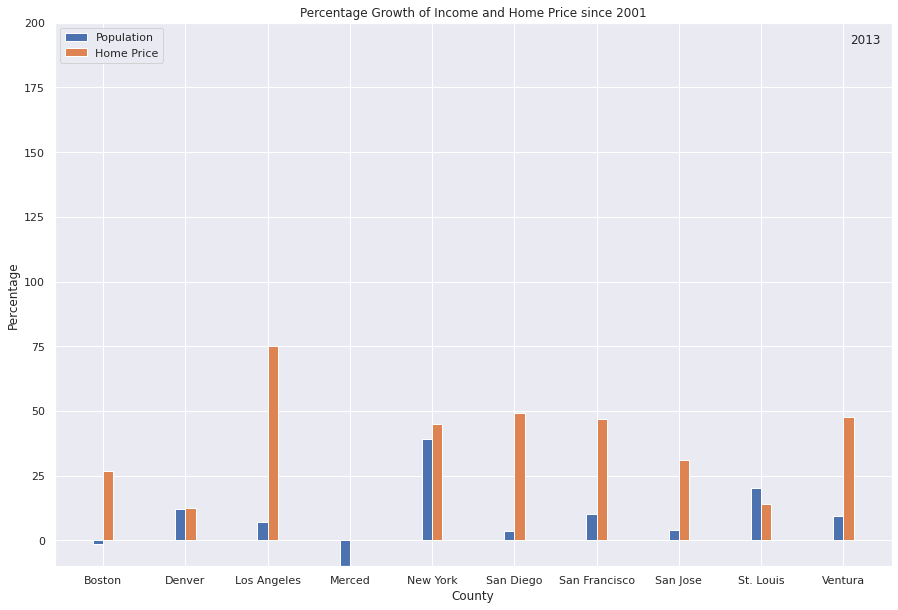 Percentage Growth of Income and Home Price since 2001
Population
Home Price
2013
Percentage
200
175
150
125
100
75
50
25
0
Boston Denver Los Angeles Merced New York San Diego San Francisco San Jose St. Louis Ventura
County